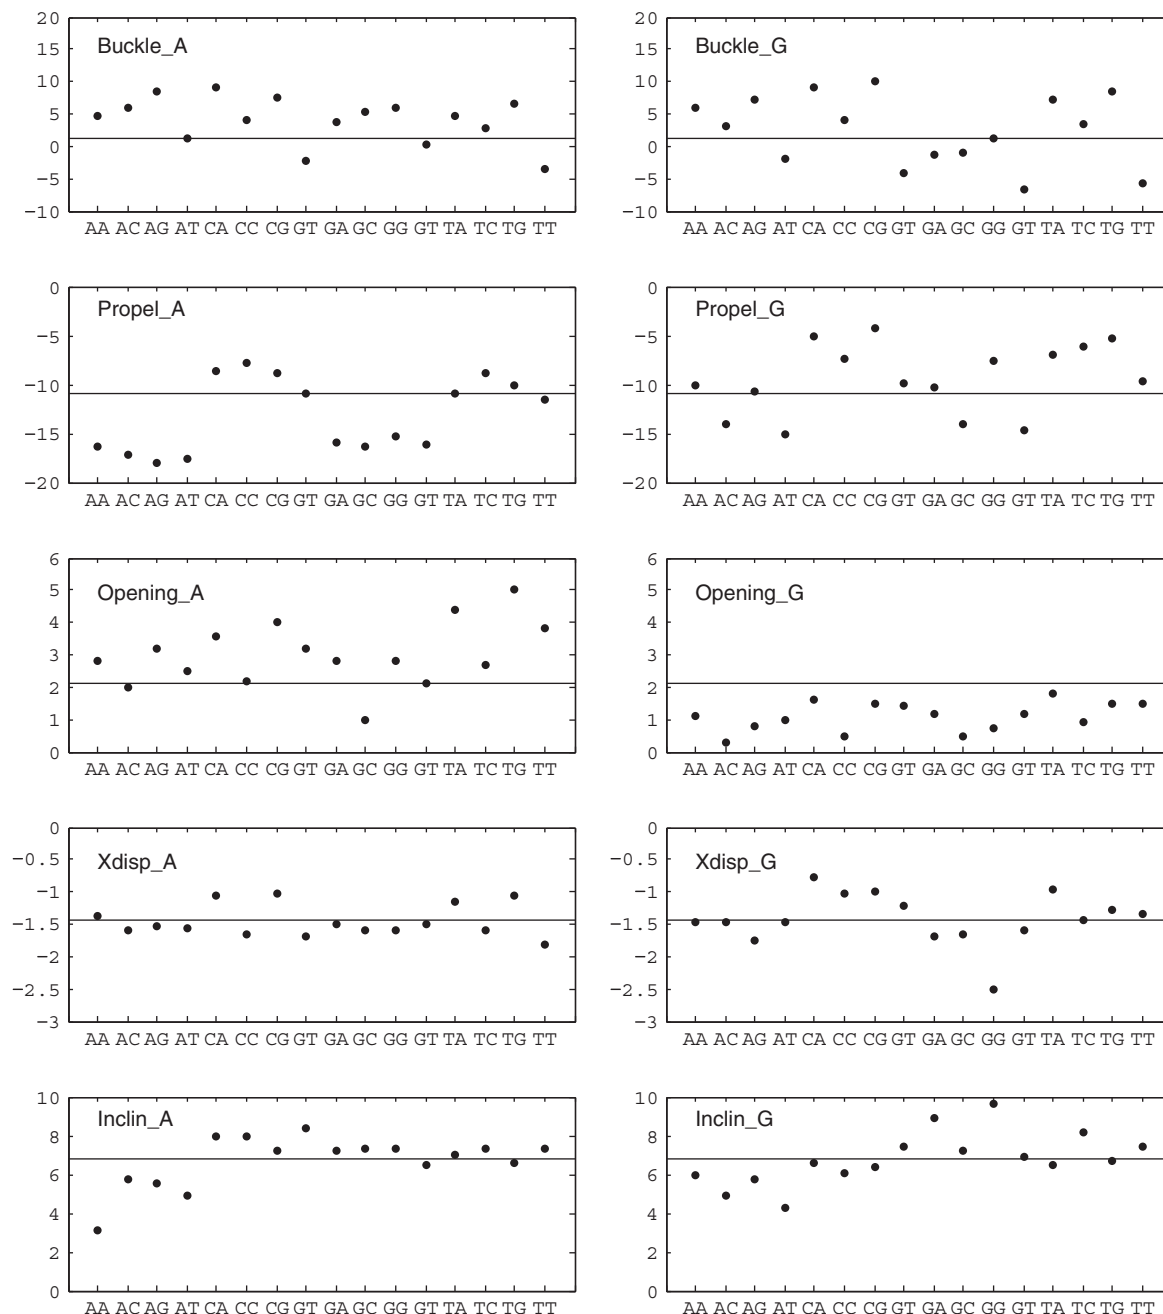 20 20
15 Buckle_A 15 Buckle_G
10 10
5 5
0 0
−5 −5
−10 −10
AA AC AG AT CA CC CG GT GA GC GG GT TA TC TG TT AA AC AG AT CA CC CG GT GA GC GG GT TA TC TG TT
0 0
Propel_A Propel_G
−5 −5
−10 −10
−15 −15
−20 −20
AA AC AG AT CA CC CG GT GA GC GG GT TA TC TG TT AA AC AG AT CA CC CG GT GA GC GG GT TA TC TG TT
6 6
5 Opening_A 5 Opening_G
4 4
3 3
2 2
1 1
0 0
AA AC AG AT CA CC CG GT GA GC GG GT TA TC TG TT AA AC AG AT CA CC CG GT GA GC GG GT TA TC TG TT
0 0
−0.5 Xdisp_A −0.5 Xdisp_G
−1 −1
−1.5 −1.5
−2 −2
−2.5 −2.5
−3 −3
AA AC AG AT CA CC CG GT GA GC GG GT TA TC TG TT AA AC AG AT CA CC CG GT GA GC GG GT TA TC TG TT
10 10
Inclin_A Inclin_G
8 8
6 6
4 4
2 2
0 0
AA AC AG AT CA CC CG GT GA GC GG GT TA TC TG TT AA AC AG AT CA CC CG GT GA GC GG GT TA TC TG TT